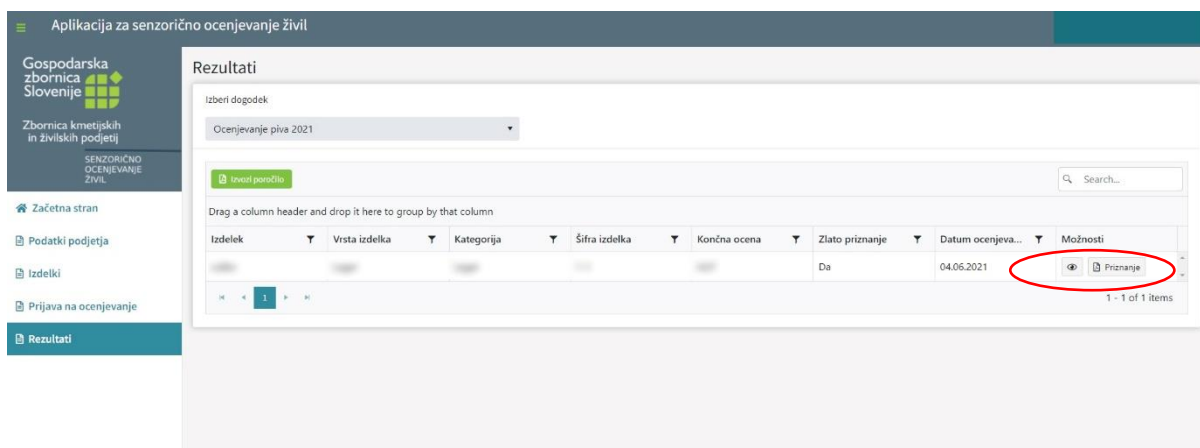 Aplikacija za senzorično ocenjevanje živil
Gospodarska
zbornica
Slovenije
Zbornica kmetijskih
in živilskih podjetij
SENZORIČNO
OCENJEVANJE
ŽIVIL
Začetna stran
Podatki podjetja
Izdelki
Prijava na ocenjevanje
Rezultati
Rezultati
Izberi dogodek
Ocenjevanje piva 2021
Izvozi poročilo
Search...
Drag a column header and drop it here to group by that column
Izdelek Vrsta izdelka Kategorija Šifra izdelka Končna ocena Zlato priznanje Datum ocenjeva... Možnosti
Da 04.06.2021 Priznanje
1 1 - 1 of 1 items